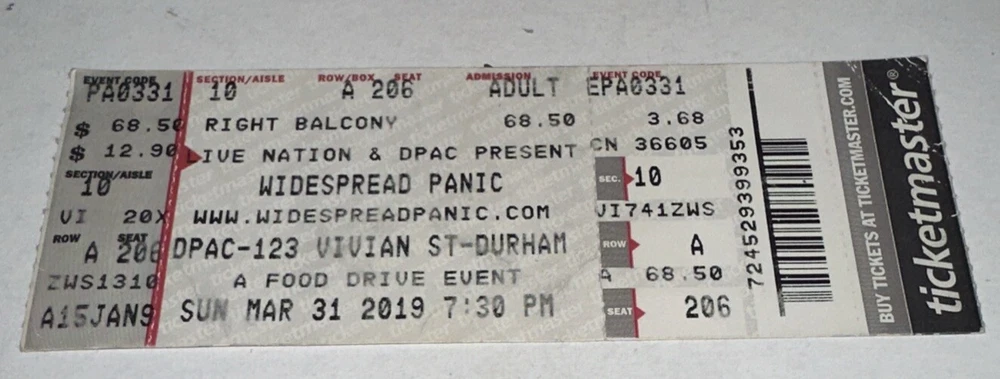 EVENT CODE SECTION/AISLE ROW/BOX SEAT ADMISSION EVENT CODE
PA0331 10 A 206 ADULT EPA0331
$ 68.50 RIGHT BALCONY 68.50 3.68
$ 12.90 LIVE NATION & DPAC PRESENT CN 36605
SECTION/AISLE
10 WIDESPREAD PANIC SEC. 10
VI 20X WWW.WIDESPREADPANIC.COM VI741ZWS
ROW SEAT
A 206 DPAC-123 VIVIAN ST-DURHAM ROW A
ZWS1310 A FOOD DRIVE EVENT A 68.50
A15JAN9 SUN MAR 31 2019 7:30 PM SEAT 206
724529399353
BUY TICKETS AT TICKETMASTER.COM
ticketmaster®